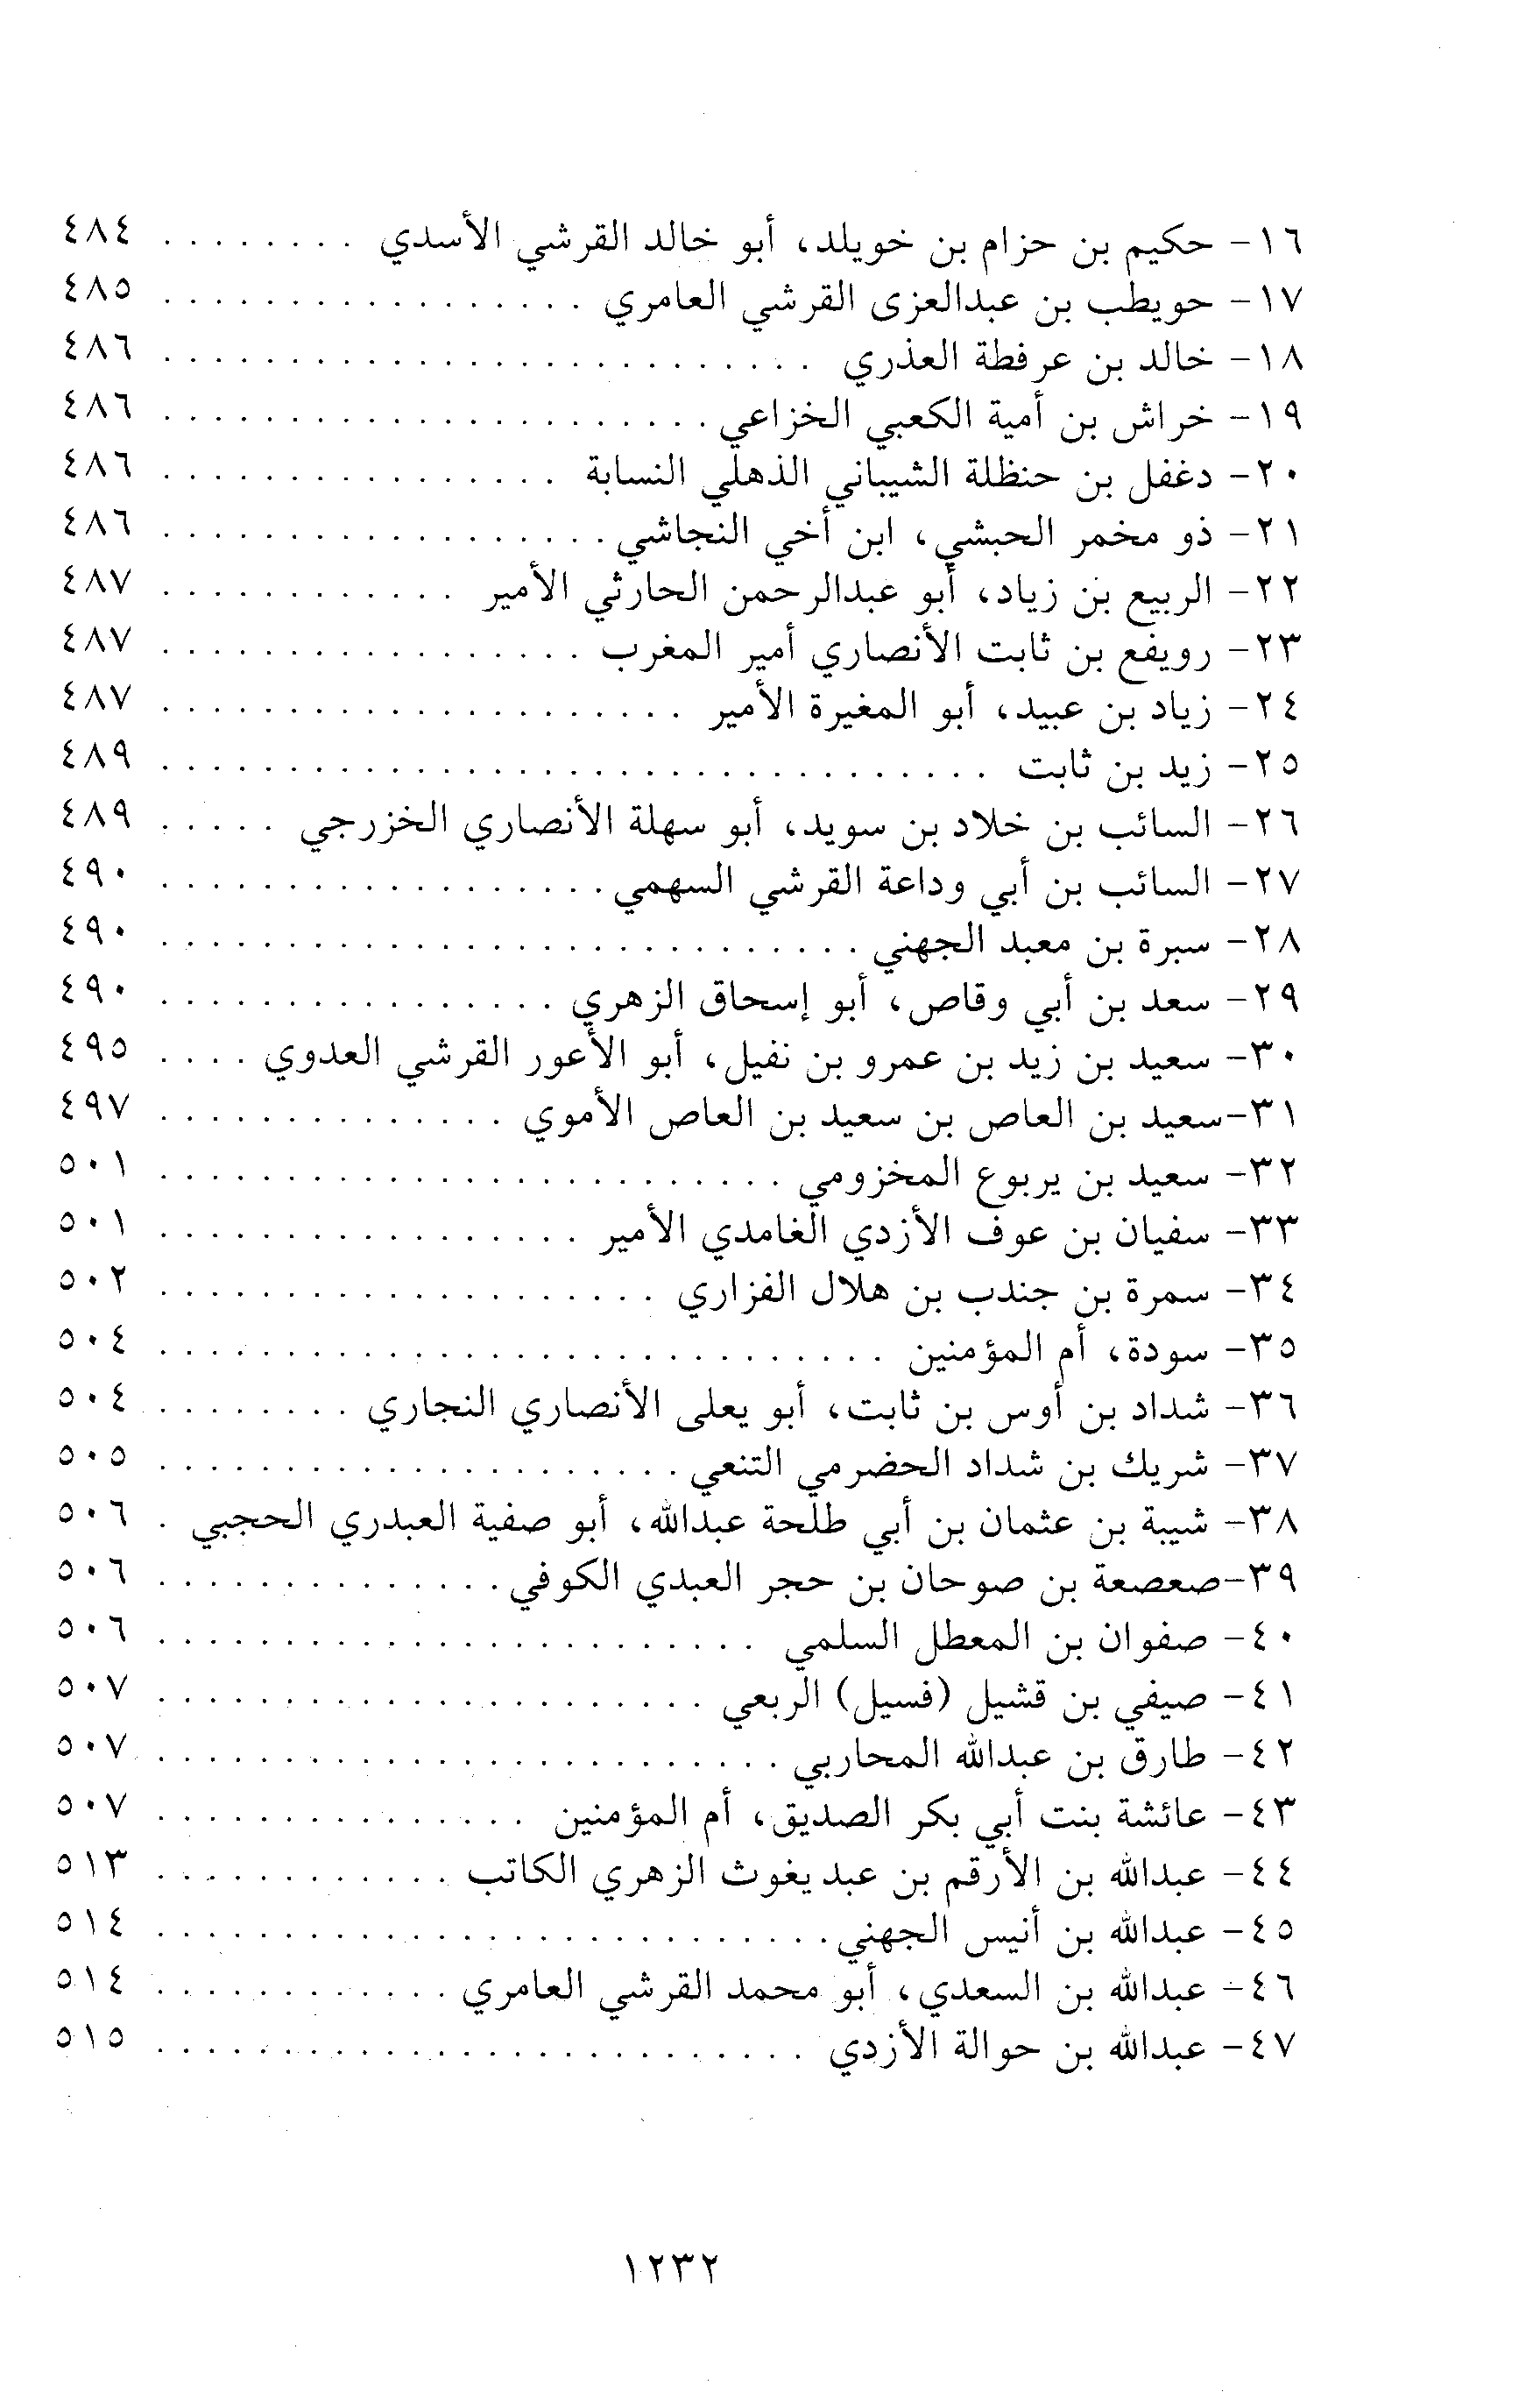 ١٦- حكيم بن حزام بن خويلد، أبو خالد القرشي الأسدي . . . . . . . . ٤٨٤
١٧- حويطب بن عبدالعزى القرشي العامري . . . . . . . . . . . . . . . . . ٤٨٥
١٨- خالد بن عرفطة العذري . . . . . . . . . . . . . . . . . . . . . . . . . . ٤٨٦
١٩- خراش بن أمية الكعبي الخزاعي . . . . . . . . . . . . . . . . . . . . . . ٤٨٦
٢٠- دغفل بن حنظلة الشيباني الذهلي النسابة . . . . . . . . . . . . . . . . ٤٨٦
٢١- ذو مخمر الحبشي، ابن أخي النجاشي . . . . . . . . . . . . . . . . . . ٤٨٦
٢٢- الربيع بن زياد، أبو عبدالرحمن الحارثي الأمير . . . . . . . . . . . . ٤٨٧
٢٣- رويفع بن ثابت الأنصاري أمير المغرب . . . . . . . . . . . . . . . . . ٤٨٧
٢٤- زياد بن عبيد، أبو المغيرة الأمير . . . . . . . . . . . . . . . . . . . . . ٤٨٧
٢٥- زيد بن ثابت . . . . . . . . . . . . . . . . . . . . . . . . . . . . . . . . . ٤٨٩
٢٦- السائب بن خلاد بن سويد، أبو سهلة الأنصاري الخزرجي . . . . . ٤٨٩
٢٧- السائب بن أبي وداعة القرشي السهمي . . . . . . . . . . . . . . . . . . ٤٩٠
٢٨- سبرة بن معبد الجهني . . . . . . . . . . . . . . . . . . . . . . . . . . . . ٤٩٠
٢٩- سعد بن أبي وقاص، أبو إسحاق الزهري . . . . . . . . . . . . . . . . ٤٩٠
٣٠- سعيد بن زيد بن عمرو بن نفيل، أبو الأعور القرشي العدوي . . . . ٤٩٥
٣١-سعيد بن العاص بن سعيد بن العاص الأموي . . . . . . . . . . . . . . ٤٩٧
٣٢- سعيد بن يربوع المخزومي . . . . . . . . . . . . . . . . . . . . . . . . . ٥٠١
٣٣- سفيان بن عوف الأزدي الغامدي الأمير . . . . . . . . . . . . . . . . . ٥٠١
٣٤- سمرة بن جندب بن هلال الفزاري . . . . . . . . . . . . . . . . . . . . ٥٠٢
٣٥- سودة، أم المؤمنين . . . . . . . . . . . . . . . . . . . . . . . . . . . . . ٥٠٤
٣٦- شداد بن أوس بن ثابت، أبو يعلى الأنصاري النجاري . . . . . . . . ٥٠٤
٣٧- شريك بن شداد الحضرمي التنعي . . . . . . . . . . . . . . . . . . . . . ٥٠٥
٣٨- شيبة بن عثمان بن أبي طلحة عبدالله، أبو صفية العبدري الحجبي . ٥٠٦
٣٩-صعصعة بن صوحان بن حجر العبدي الكوفي . . . . . . . . . . . . . . ٥٠٦
٤٠- صفوان بن المعطل السلمي . . . . . . . . . . . . . . . . . . . . . . . . ٥٠٦
٤١- صيفي بن قشيل (فسيل) الربعي . . . . . . . . . . . . . . . . . . . . . . ٥٠٧
٤٢- طارق بن عبدالله المحاربي . . . . . . . . . . . . . . . . . . . . . . . . . ٥٠٧
٤٣- عائشة بنت أبي بكر الصديق، أم المؤمنين . . . . . . . . . . . . . . . ٥٠٧
٤٤- عبدالله بن الأرقم بن عبد يغوث الزهري الكاتب . . . . . . . . . . . . ٥١٣
٤٥- عبدالله بن أنيس الجهني . . . . . . . . . . . . . . . . . . . . . . . . . . . ٥١٤
٤٦- عبدالله بن السعدي، أبو محمد القرشي العامري . . . . . . . . . . . . ٥١٤
٤٧- عبدالله بن حوالة الأزدي . . . . . . . . . . . . . . . . . . . . . . . . . . ٥١٥
١٢٣٢